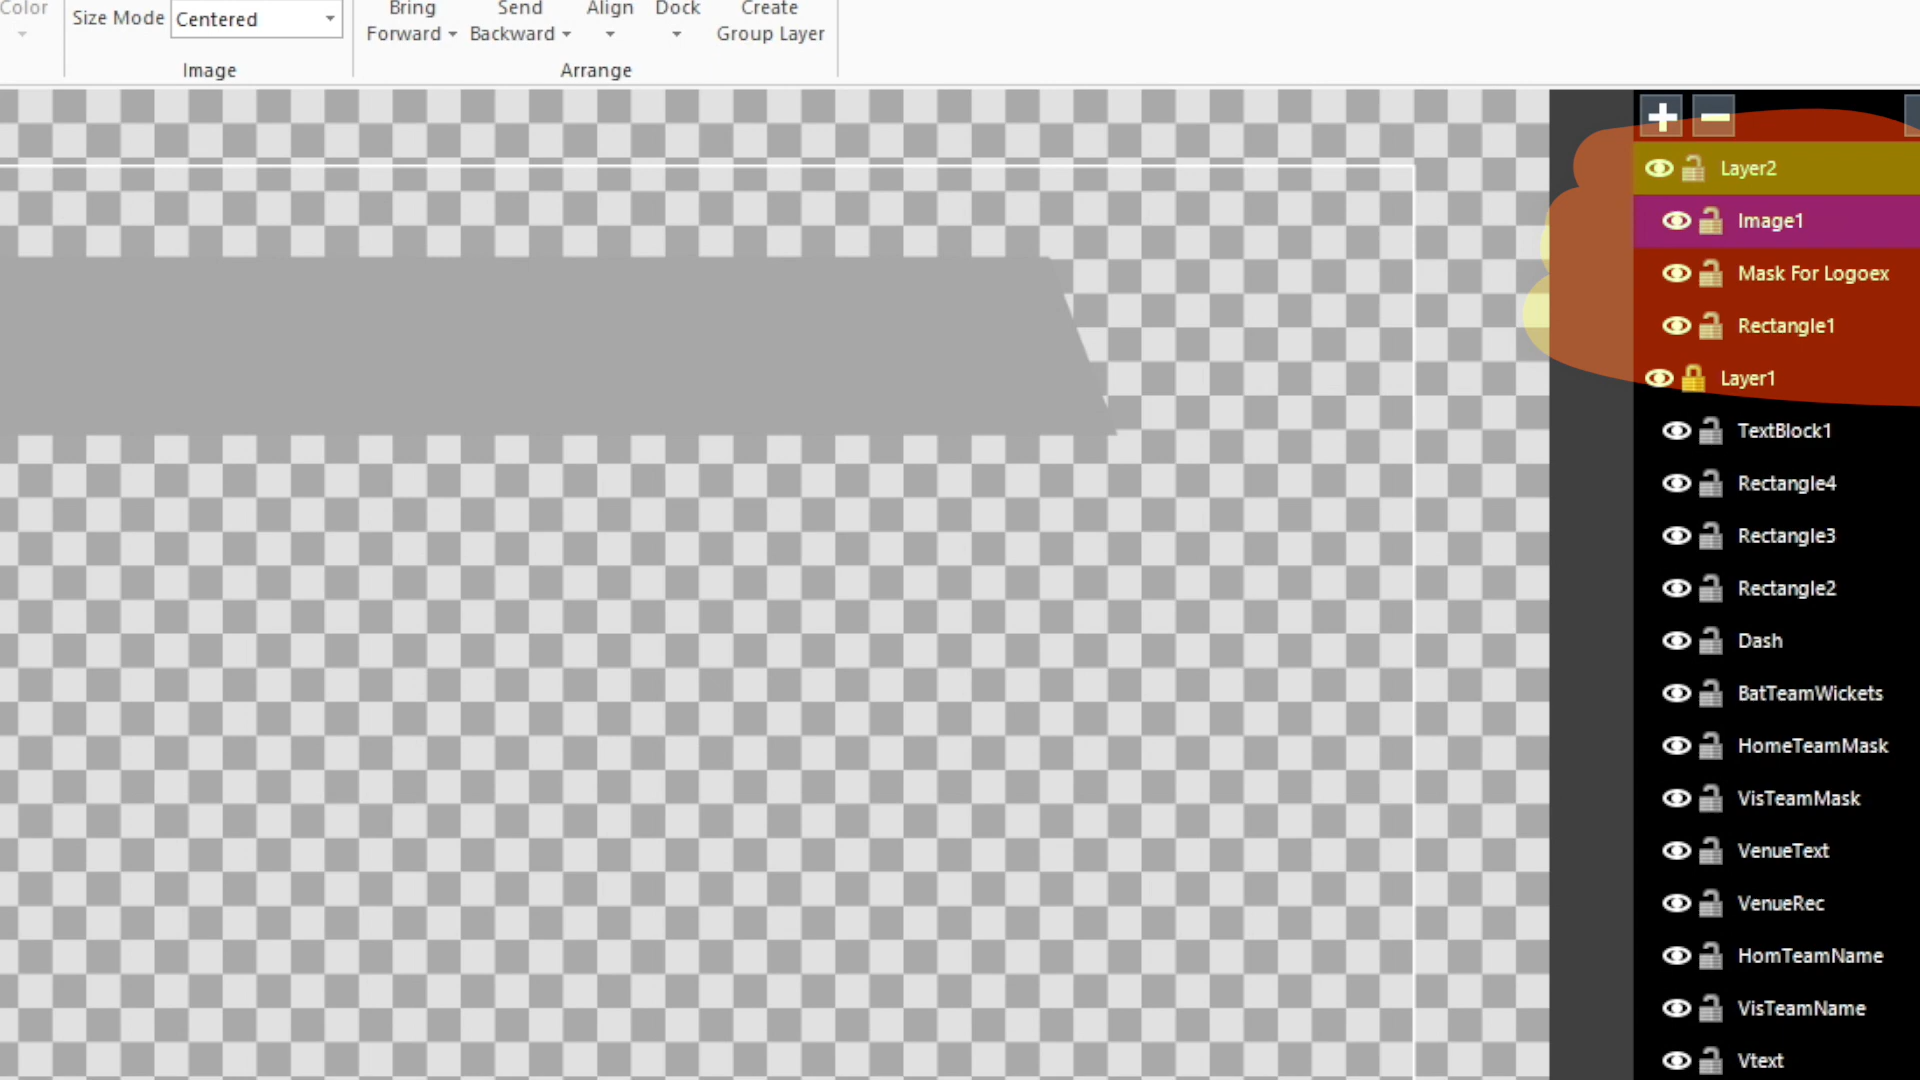 Color
Size Mode Centered
Bring Forward
Send Backward
Align
Dock
Create Group Layer
Image
Arrange
Layer2
Image1
Mask For Logoex
Rectangle1
Layer1
TextBlock1
Rectangle4
Rectangle3
Rectangle2
Dash
BatTeamWickets
HomeTeamMask
VisTeamMask
VenueText
VenueRec
HomTeamName
VisTeamName
Vtext